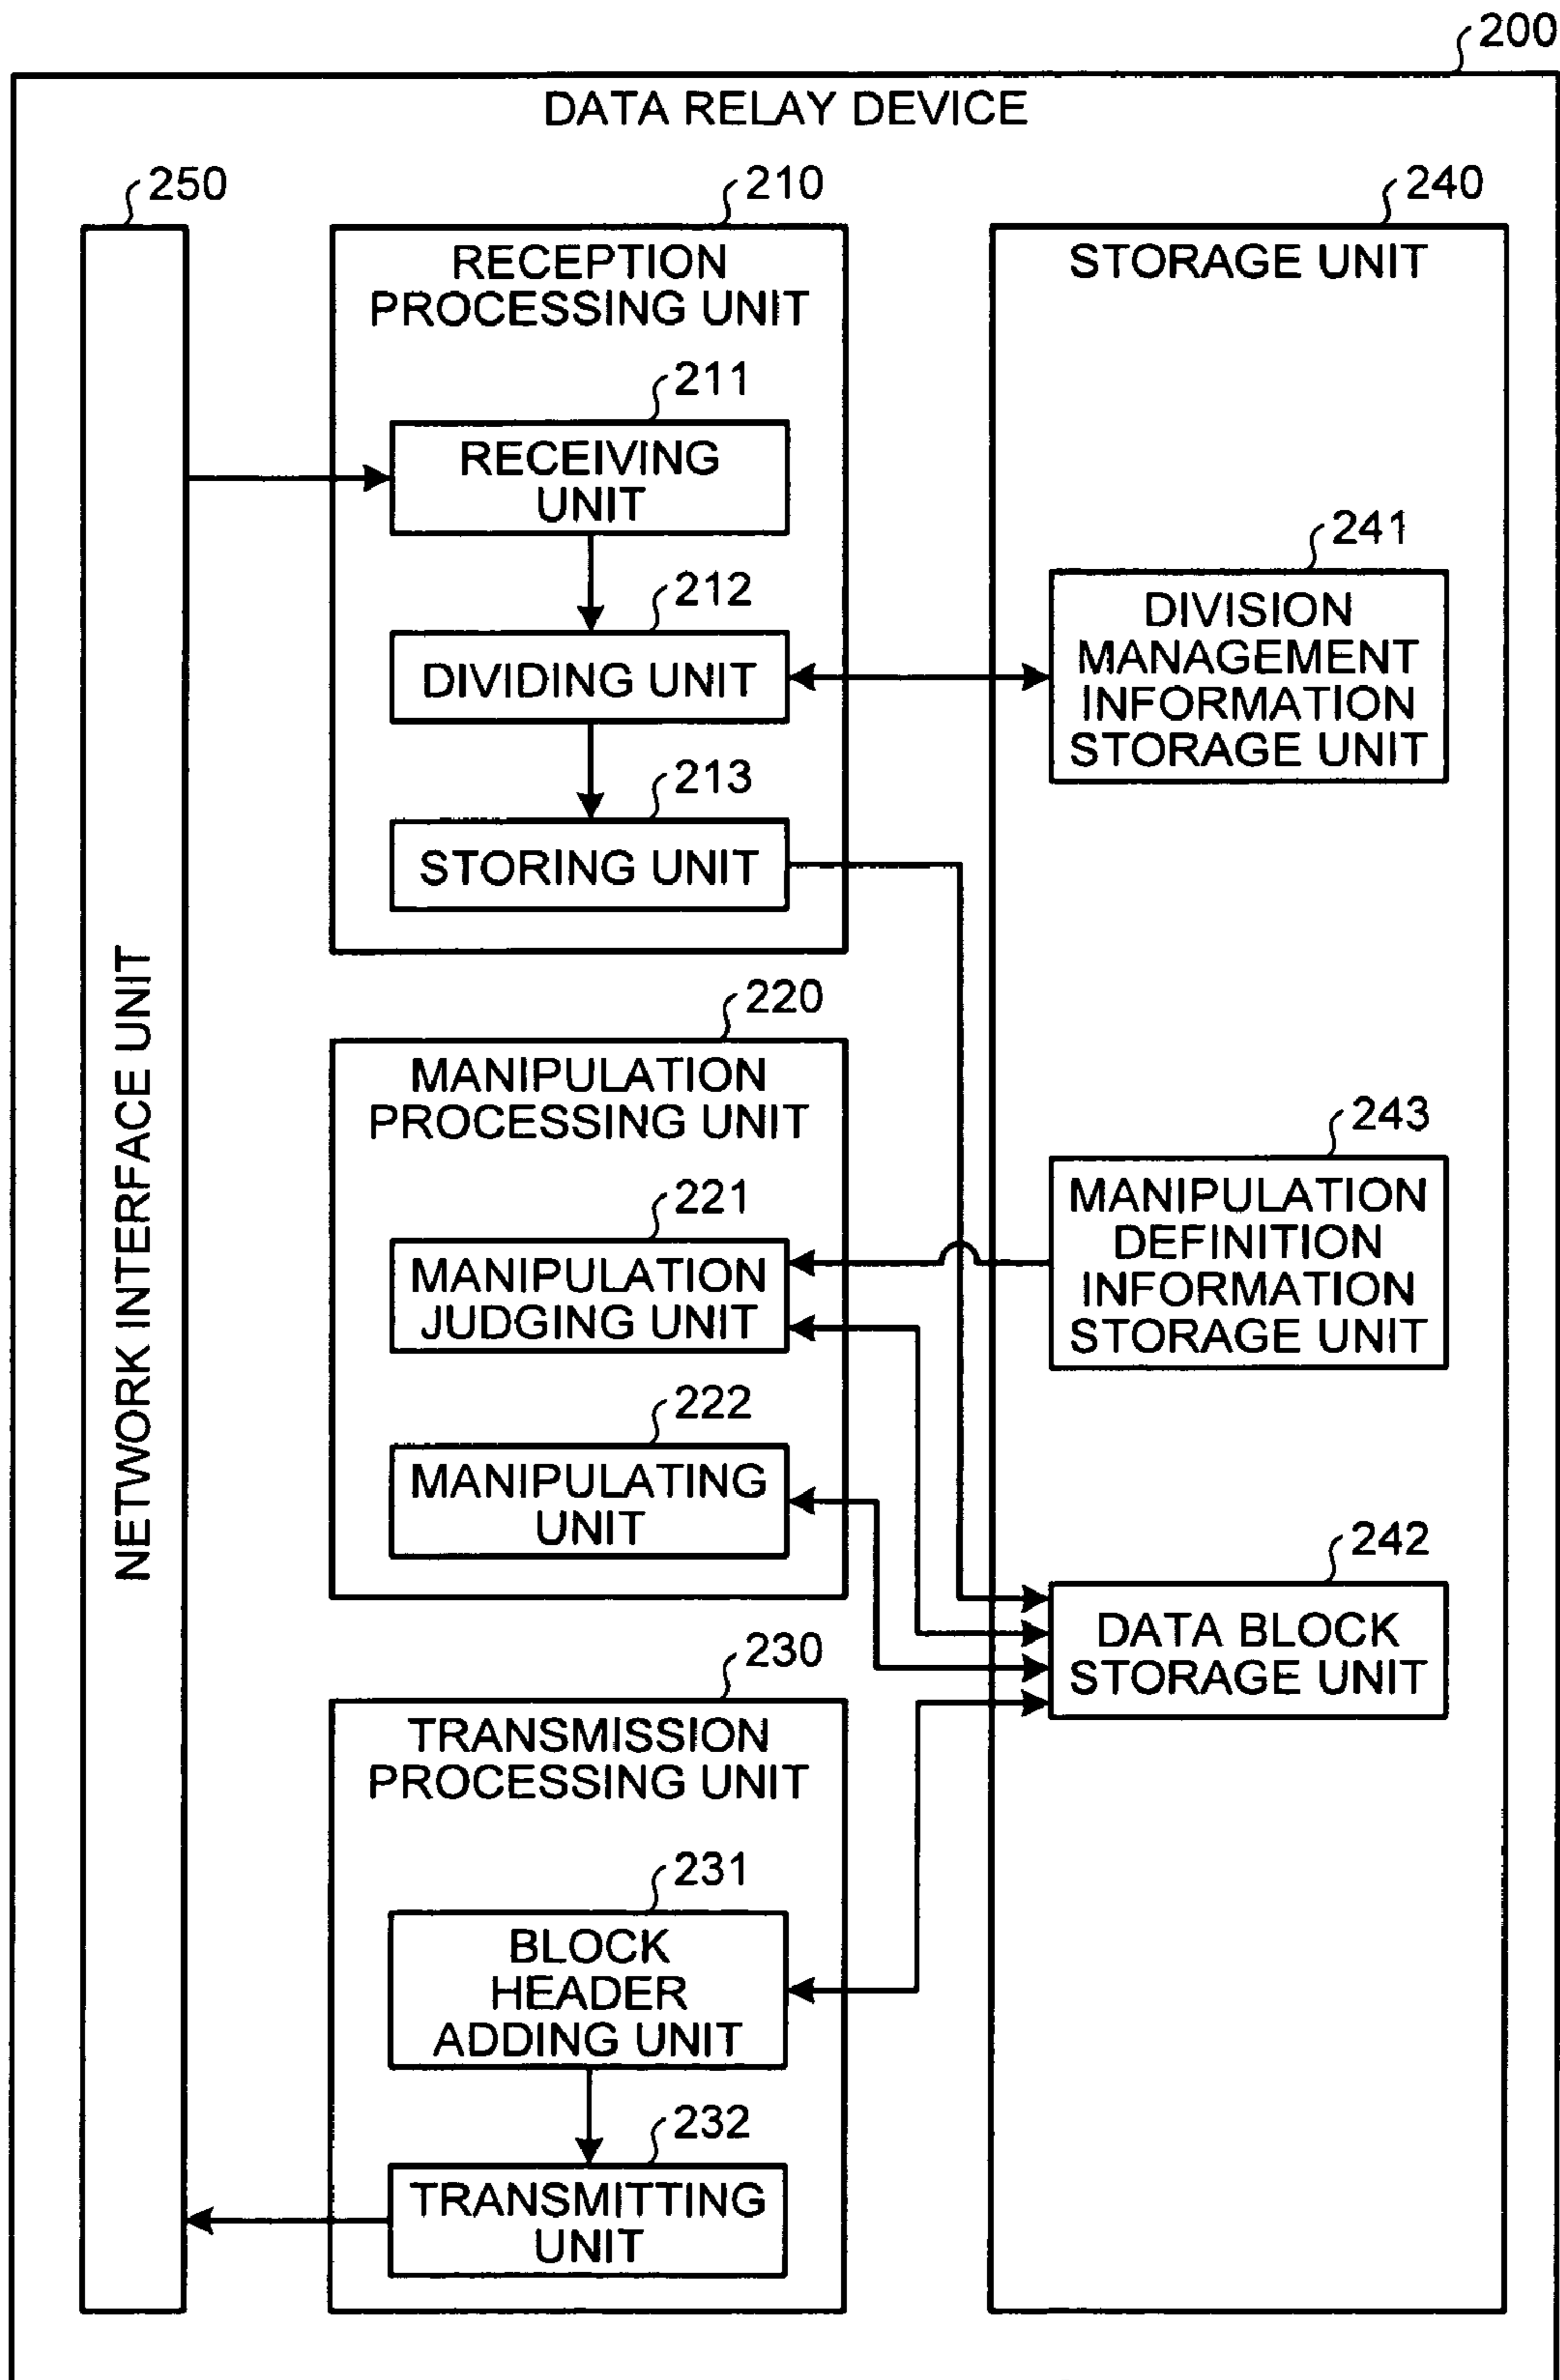 200
DATA RELAY DEVICE
250
NETWORK INTERFACE UNIT
210
RECEPTION
PROCESSING UNIT
211
RECEIVING
UNIT
212
DIVIDING UNIT
213
STORING UNIT
220
MANIPULATION
PROCESSING UNIT
221
MANIPULATION
JUDGING UNIT
222
MANIPULATING
UNIT
230
TRANSMISSION
PROCESSING UNIT
231
BLOCK
HEADER
ADDING UNIT
232
TRANSMITTING
UNIT
240
STORAGE UNIT
241
DIVISION
MANAGEMENT
INFORMATION
STORAGE UNIT
243
MANIPULATION
DEFINITION
INFORMATION
STORAGE UNIT
242
DATA BLOCK
STORAGE UNIT